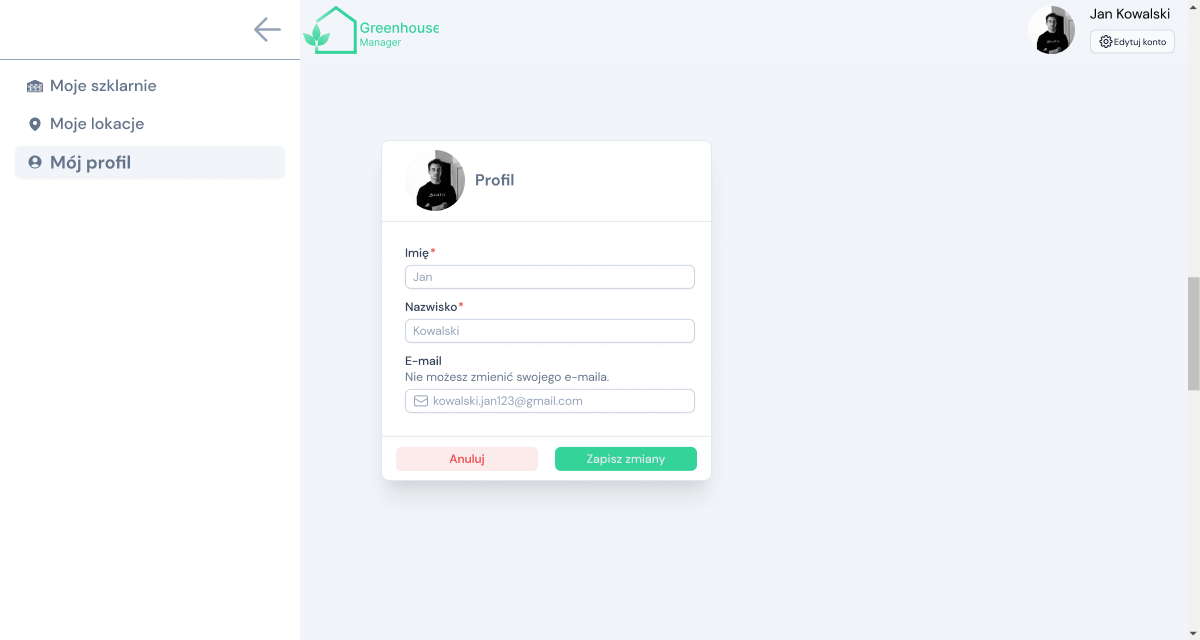 Greenhouse
Manager
Jan Kowalski
Edytuj konto
Moje szklarnie
Moje lokacje
Mój profil
Profil
Imię*
Jan
Nazwisko*
Kowalski
E-mail
Nie możesz zmienić swojego e-maila.
kowalski.jan123@gmail.com
Anuluj
Zapisz zmiany